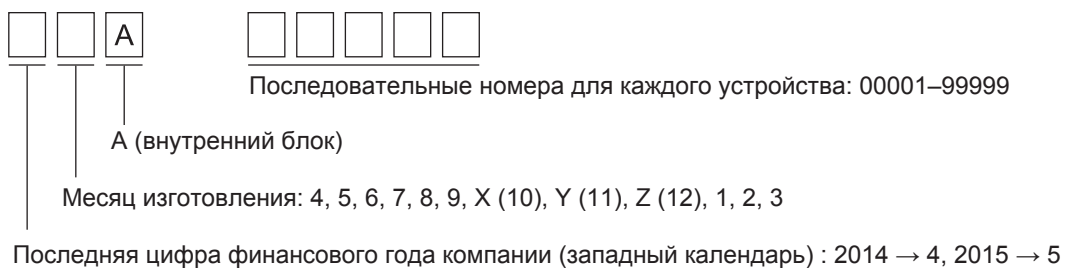 A
Последовательные номера для каждого устройства: 00001–99999
A (внутренний блок)
Месяц изготовления: 4, 5, 6, 7, 8, 9, X (10), Y (11), Z (12), 1, 2, 3
Последняя цифра финансового года компании (западный календарь) : 2014 → 4, 2015 → 5